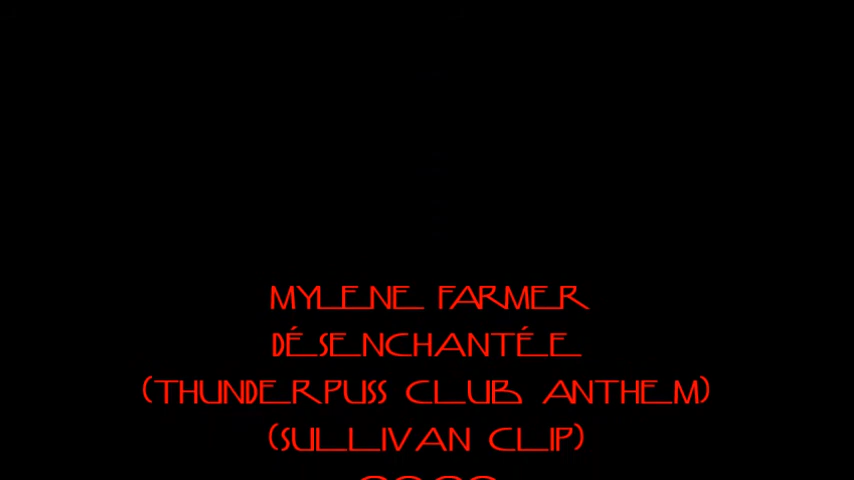 MYLENE FARMER
DÉSENCHANTÉE
(THUNDERPUSS CLUB ANTHEM)
(SULLIVAN CLIP)